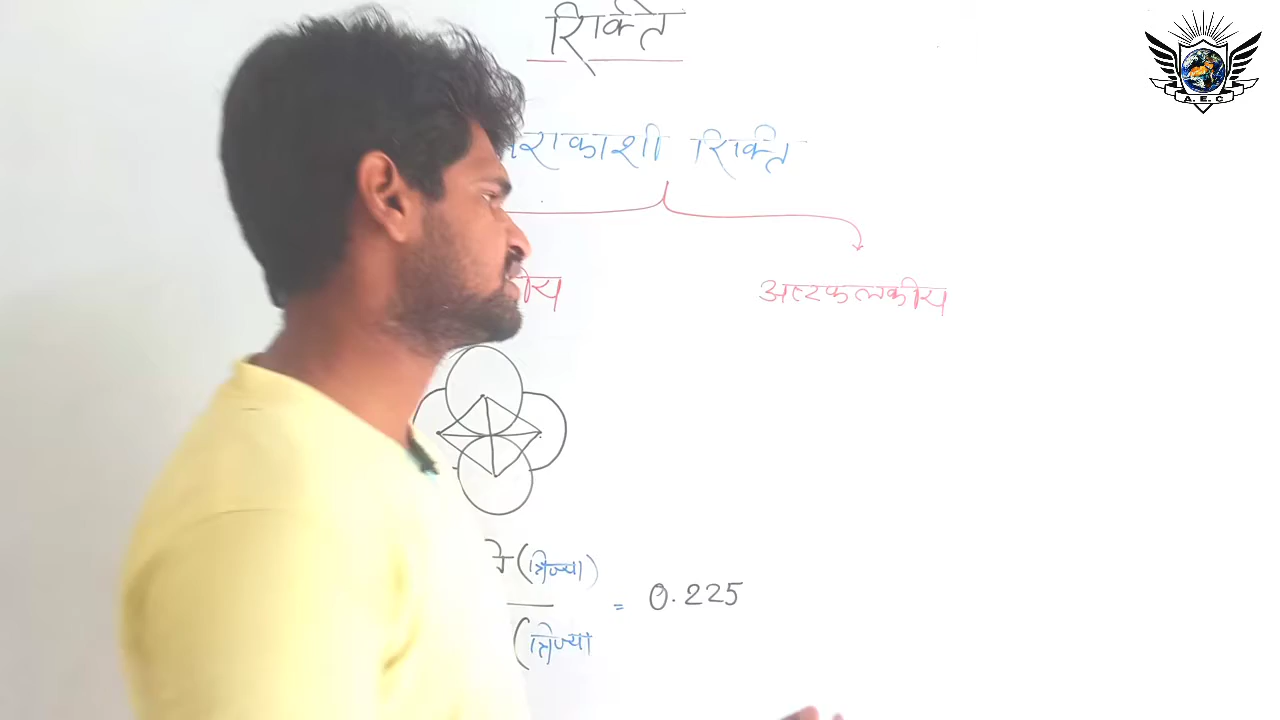 रिक्ति
राकाशी रिक्ति
ीय
अष्टफलकीय
(त्रिज्या)
= 0.225
(त्रिज्या
A. E. C